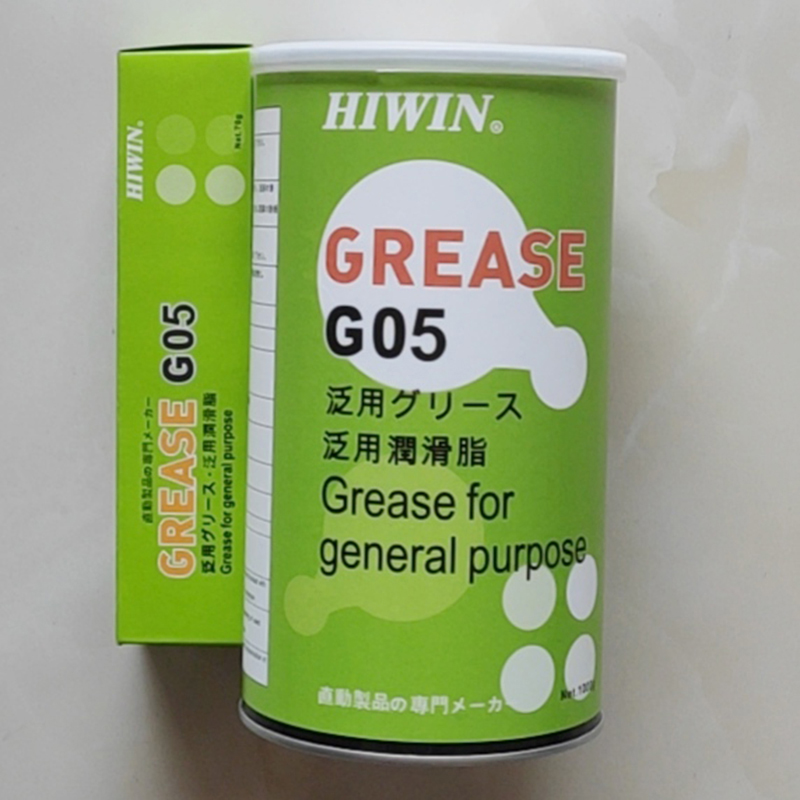 HIWIN®
Net.70g
GREASE G05
直動製品の専門メーカー
泛用グリース・泛用潤滑脂
Grease for general purpose
HIWIN®
GREASE
G05
泛用グリース
泛用潤滑脂
Grease for
general purpose
直動製品の専門メーカー